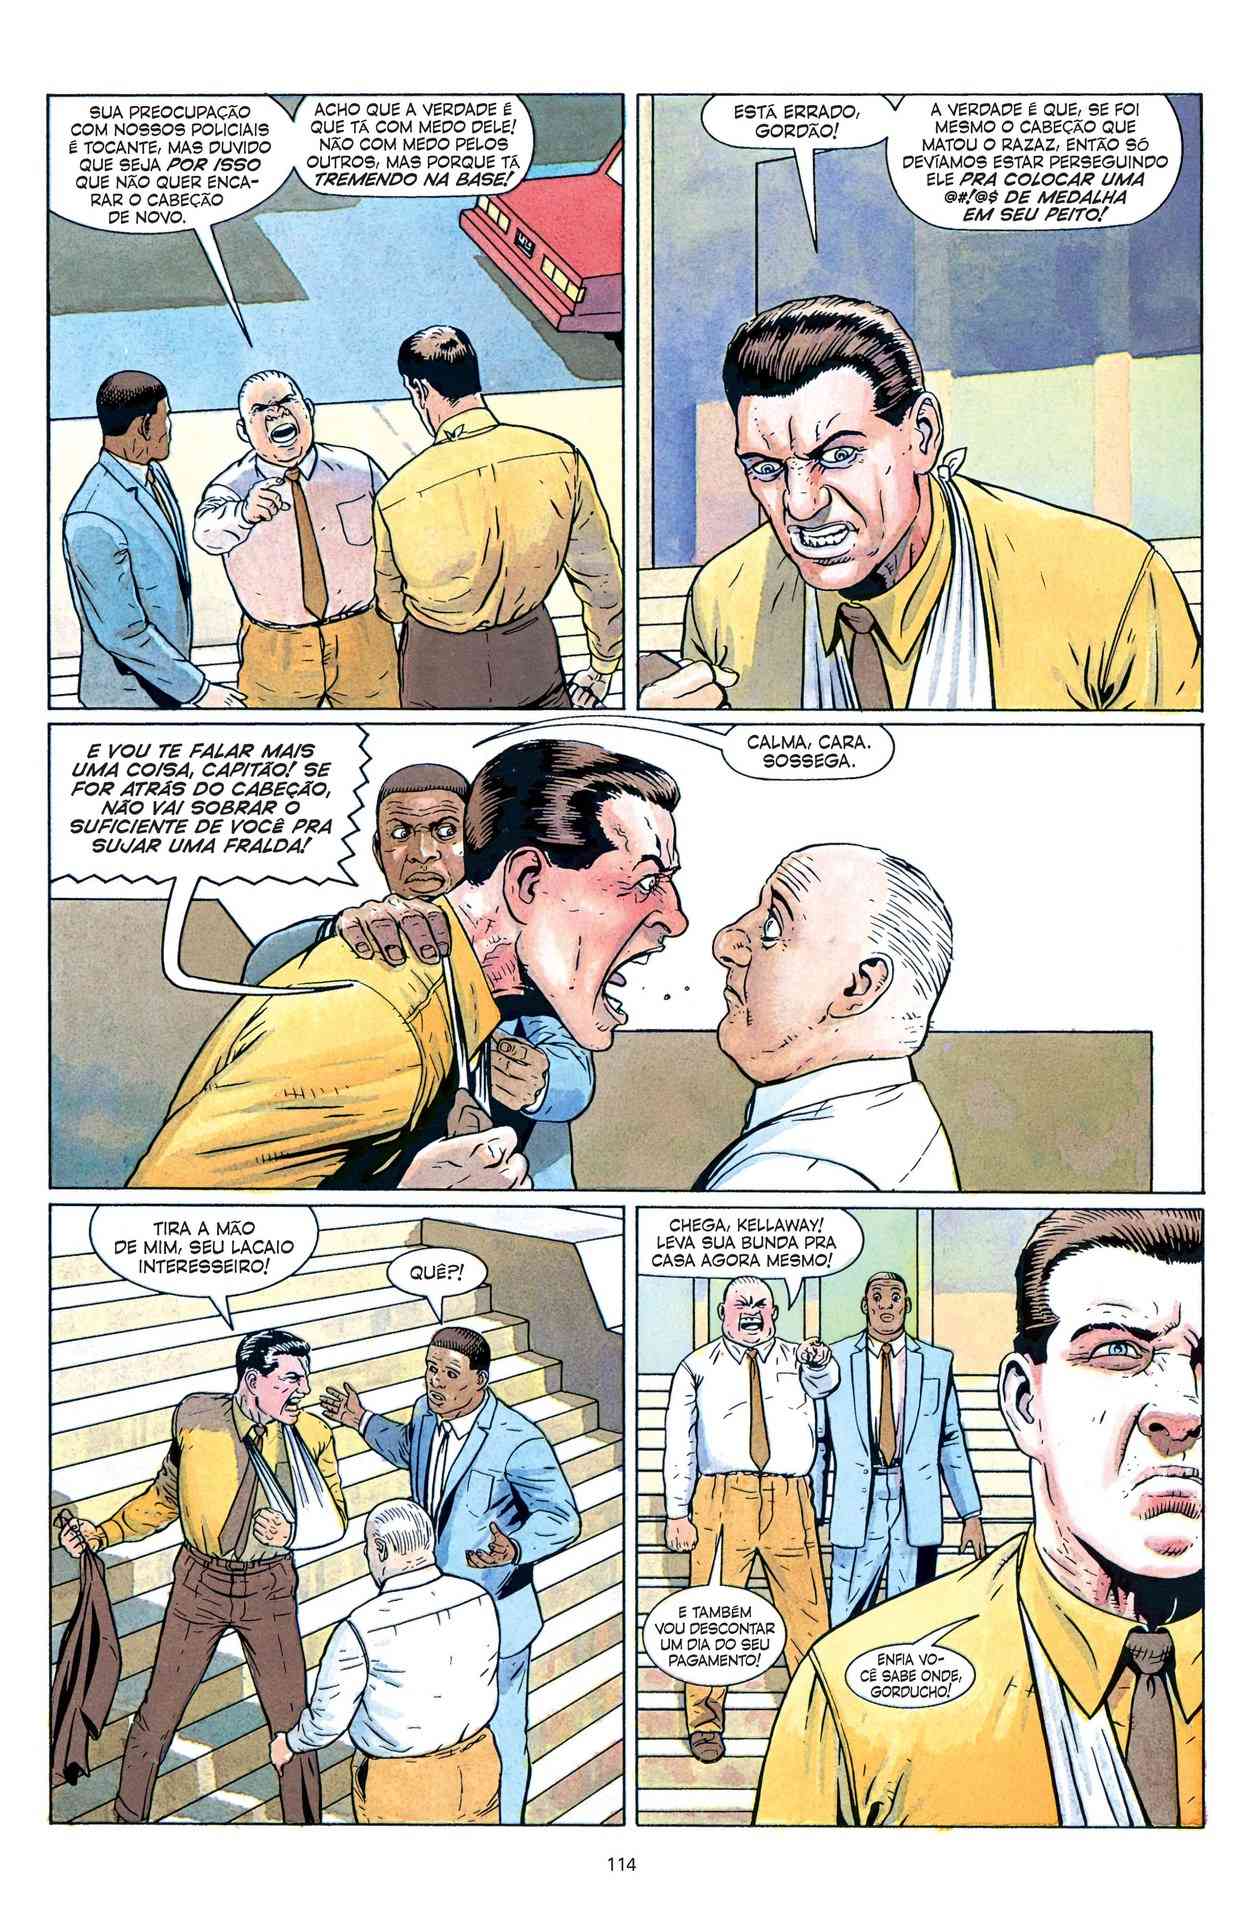 SUA PREOCUPAÇÃO
COM NOSSOS POLICIAIS
É TOCANTE, MAS DUVIDO
QUE SEJA POR ISSO
QUE NÃO QUER ENCA-
RAR O CABEÇÃO
DE NOVO.
ACHO QUE A VERDADE É
QUE TÁ COM MEDO DELE!
NÃO COM MEDO PELOS
OUTROS, MAS PORQUE TÁ
TREMENDO NA BASE!
ESTÁ ERRADO,
GORDÃO!
A VERDADE É QUE, SE FOI
MESMO O CABEÇÃO QUE
MATOU O RAZAZ, ENTÃO SÓ
DEVÍAMOS ESTAR PERSEGUINDO
ELE PRA COLOCAR UMA
@#!@$ DE MEDALHA
EM SEU PEITO!
E VOU TE FALAR MAIS
UMA COISA, CAPITÃO! SE
FOR ATRÁS DO CABEÇÃO,
NÃO VAI SOBRAR O
SUFICIENTE DE VOCÊ PRA
SUJAR UMA FRALDA!
CALMA, CARA.
SOSSEGA.
TIRA A MÃO
DE MIM, SEU LACAIO
INTERESSEIRO!
QUÊ?!
CHEGA, KELLAWAY!
LEVA SUA BUNDA PRA
CASA AGORA MESMO!
E TAMBÉM
VOU DESCONTAR
UM DIA DO SEU
PAGAMENTO!
ENFIA VO-
CÊ SABE ONDE,
GORDUCHO!
114